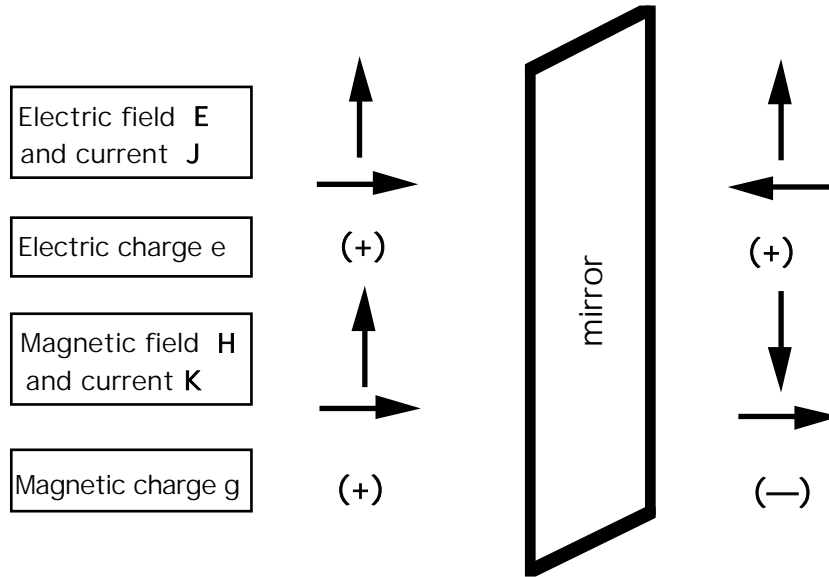 Electric field E
and current J
Electric charge e
(+)
(+)
Magnetic field H
and current K
Magnetic charge g
(+)
(—)
mirror